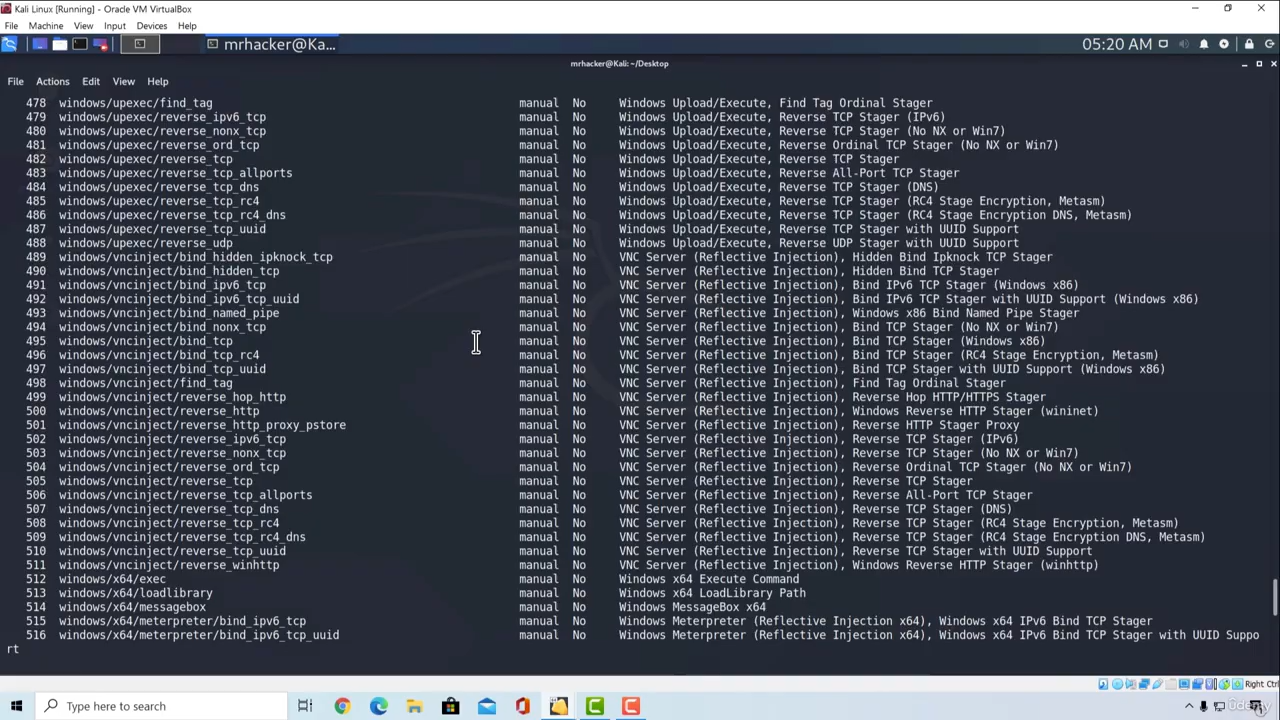 Kali Linux [Running] - Oracle VM VirtualBox
File Machine View Input Devices Help
mrhacker@Ka... 05:20 AM
mrhacker@Kali: ~/Desktop
File Actions Edit View Help
478 windows/upexec/find_tag manual No Windows Upload/Execute, Find Tag Ordinal Stager
479 windows/upexec/reverse_ipv6_tcp manual No Windows Upload/Execute, Reverse TCP Stager (IPv6)
480 windows/upexec/reverse_nonx_tcp manual No Windows Upload/Execute, Reverse TCP Stager (No NX or Win7)
481 windows/upexec/reverse_ord_tcp manual No Windows Upload/Execute, Reverse Ordinal TCP Stager (No NX or Win7)
482 windows/upexec/reverse_tcp manual No Windows Upload/Execute, Reverse TCP Stager
483 windows/upexec/reverse_tcp_allports manual No Windows Upload/Execute, Reverse All-Port TCP Stager
484 windows/upexec/reverse_tcp_dns manual No Windows Upload/Execute, Reverse TCP Stager (DNS)
485 windows/upexec/reverse_tcp_rc4 manual No Windows Upload/Execute, Reverse TCP Stager (RC4 Stage Encryption, Metasm)
486 windows/upexec/reverse_tcp_rc4_dns manual No Windows Upload/Execute, Reverse TCP Stager (RC4 Stage Encryption DNS, Metasm)
487 windows/upexec/reverse_tcp_uuid manual No Windows Upload/Execute, Reverse TCP Stager with UUID Support
488 windows/upexec/reverse_udp manual No Windows Upload/Execute, Reverse UDP Stager with UUID Support
489 windows/vncinject/bind_hidden_ipknock_tcp manual No VNC Server (Reflective Injection), Hidden Bind Ipknock TCP Stager
490 windows/vncinject/bind_hidden_tcp manual No VNC Server (Reflective Injection), Hidden Bind TCP Stager
491 windows/vncinject/bind_ipv6_tcp manual No VNC Server (Reflective Injection), Bind IPv6 TCP Stager (Windows x86)
492 windows/vncinject/bind_ipv6_tcp_uuid manual No VNC Server (Reflective Injection), Bind IPv6 TCP Stager with UUID Support (Windows x86)
493 windows/vncinject/bind_named_pipe manual No VNC Server (Reflective Injection), Windows x86 Bind Named Pipe Stager
494 windows/vncinject/bind_nonx_tcp manual No VNC Server (Reflective Injection), Bind TCP Stager (No NX or Win7)
495 windows/vncinject/bind_tcp manual No VNC Server (Reflective Injection), Bind TCP Stager (Windows x86)
496 windows/vncinject/bind_tcp_rc4 manual No VNC Server (Reflective Injection), Bind TCP Stager (RC4 Stage Encryption, Metasm)
497 windows/vncinject/bind_tcp_uuid manual No VNC Server (Reflective Injection), Bind TCP Stager with UUID Support (Windows x86)
498 windows/vncinject/find_tag manual No VNC Server (Reflective Injection), Find Tag Ordinal Stager
499 windows/vncinject/reverse_hop_http manual No VNC Server (Reflective Injection), Reverse Hop HTTP/HTTPS Stager
500 windows/vncinject/reverse_http manual No VNC Server (Reflective Injection), Windows Reverse HTTP Stager (wininet)
501 windows/vncinject/reverse_http_proxy_pstore manual No VNC Server (Reflective Injection), Reverse HTTP Stager Proxy
502 windows/vncinject/reverse_ipv6_tcp manual No VNC Server (Reflective Injection), Reverse TCP Stager (IPv6)
503 windows/vncinject/reverse_nonx_tcp manual No VNC Server (Reflective Injection), Reverse TCP Stager (No NX or Win7)
504 windows/vncinject/reverse_ord_tcp manual No VNC Server (Reflective Injection), Reverse Ordinal TCP Stager (No NX or Win7)
505 windows/vncinject/reverse_tcp manual No VNC Server (Reflective Injection), Reverse TCP Stager
506 windows/vncinject/reverse_tcp_allports manual No VNC Server (Reflective Injection), Reverse All-Port TCP Stager
507 windows/vncinject/reverse_tcp_dns manual No VNC Server (Reflective Injection), Reverse TCP Stager (DNS)
508 windows/vncinject/reverse_tcp_rc4 manual No VNC Server (Reflective Injection), Reverse TCP Stager (RC4 Stage Encryption, Metasm)
509 windows/vncinject/reverse_tcp_rc4_dns manual No VNC Server (Reflective Injection), Reverse TCP Stager (RC4 Stage Encryption DNS, Metasm)
510 windows/vncinject/reverse_tcp_uuid manual No VNC Server (Reflective Injection), Reverse TCP Stager with UUID Support
511 windows/vncinject/reverse_winhttp manual No VNC Server (Reflective Injection), Windows Reverse HTTP Stager (winhttp)
512 windows/x64/exec manual No Windows x64 Execute Command
513 windows/x64/loadlibrary manual No Windows x64 LoadLibrary Path
514 windows/x64/messagebox manual No Windows MessageBox x64
515 windows/x64/meterpreter/bind_ipv6_tcp manual No Windows Meterpreter (Reflective Injection x64), Windows x64 IPv6 Bind TCP Stager
516 windows/x64/meterpreter/bind_ipv6_tcp_uuid manual No Windows Meterpreter (Reflective Injection x64), Windows x64 IPv6 Bind TCP Stager with UUID Suppo
rt
Right Ctrl
Type here to search
Udemy